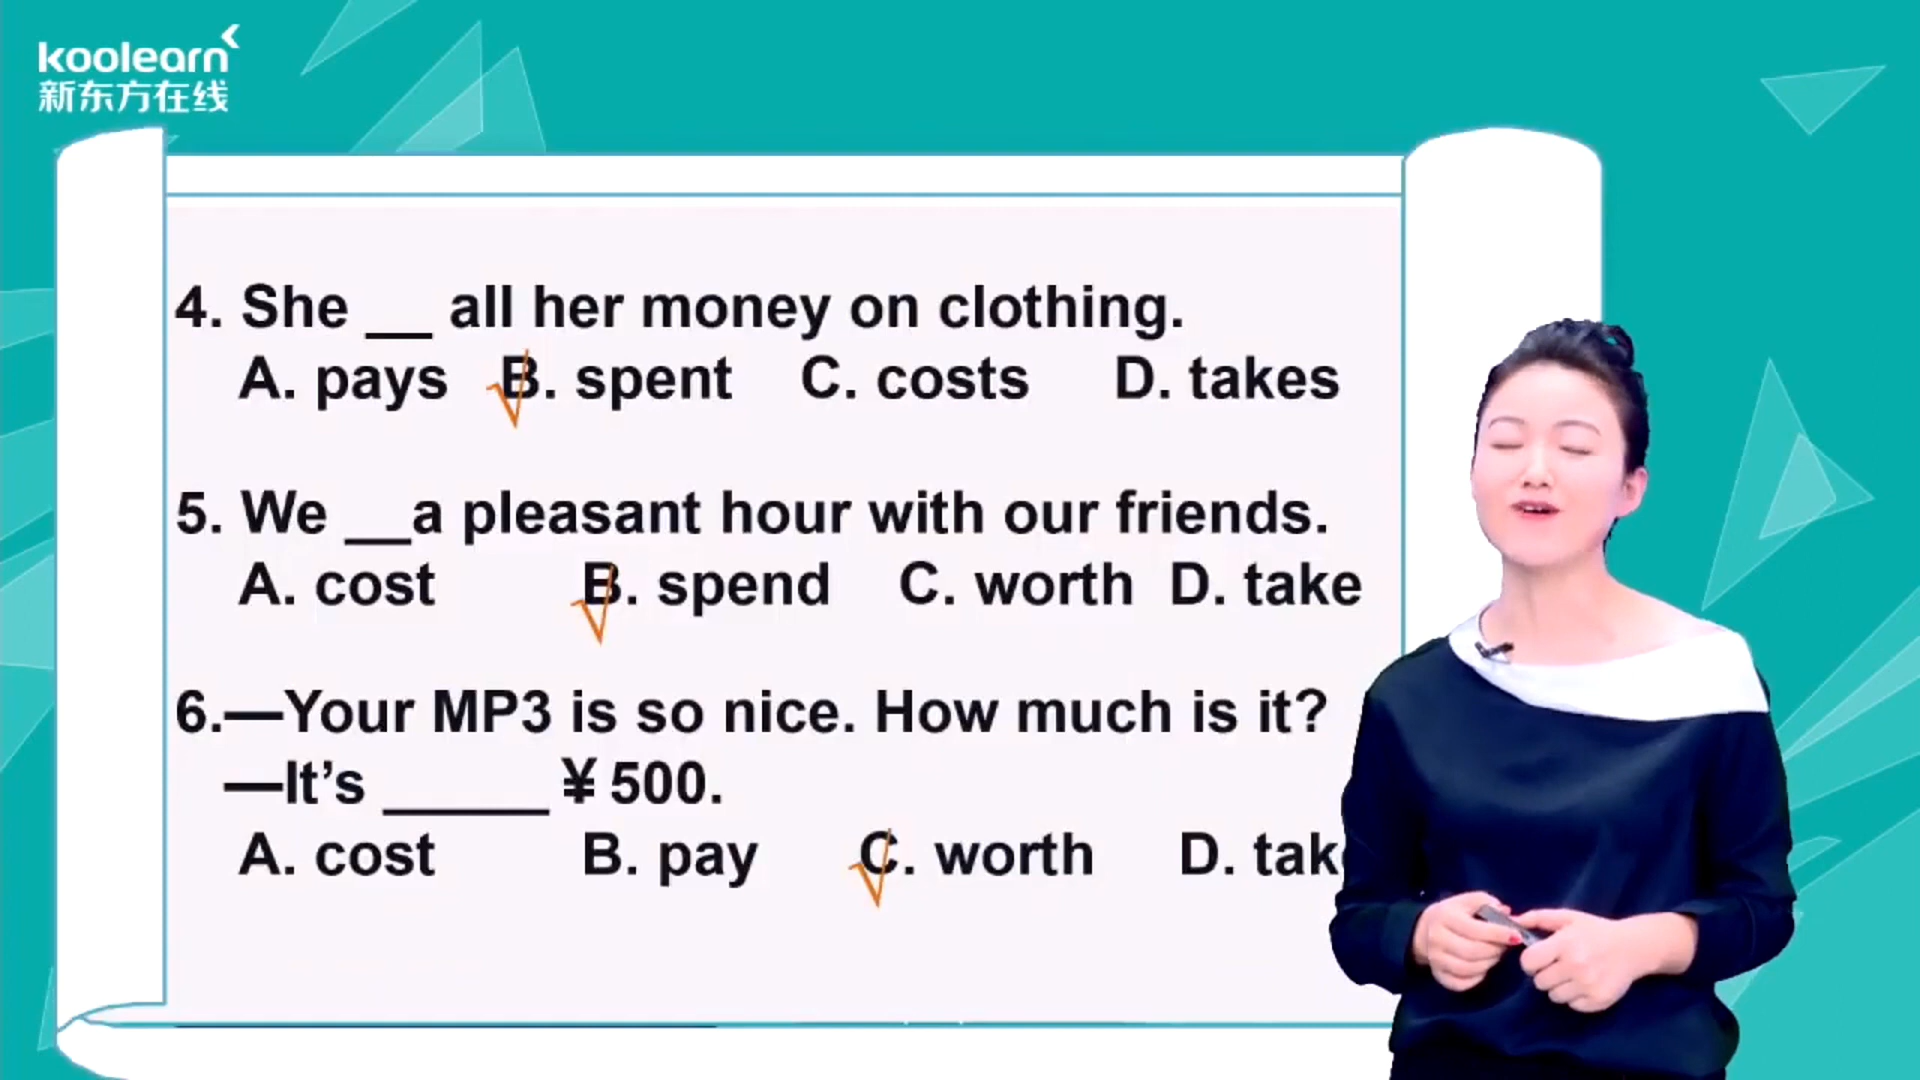 koolearn
新东方在线
4. She __ all her money on clothing.
A. pays B. spent C. costs D. takes
5. We __a pleasant hour with our friends.
A. cost B. spend C. worth D. take
6.—Your MP3 is so nice. How much is it?
—It’s _____ ¥500.
A. cost B. pay C. worth D. tak